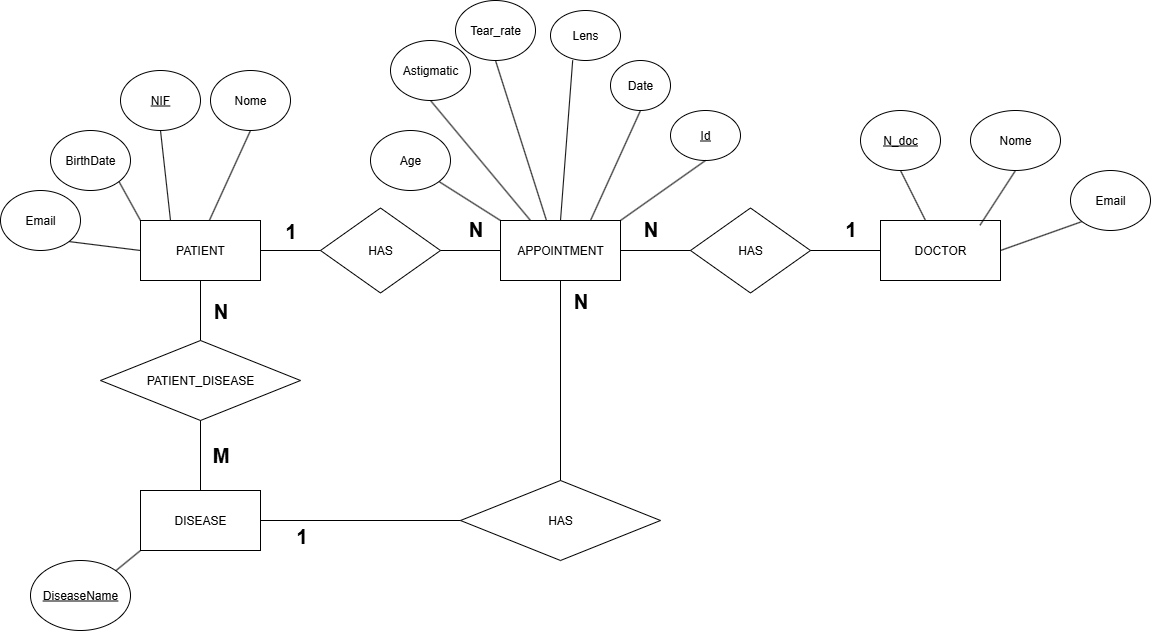 Tear_rate
Lens
Astigmatic
Date
NIF
Nome
Id
N_doc
Nome
BirthDate
Age
Email
Email
1
N
N
1
PATIENT
HAS
APPOINTMENT
HAS
DOCTOR
N
N
PATIENT_DISEASE
M
DISEASE
HAS
1
DiseaseName